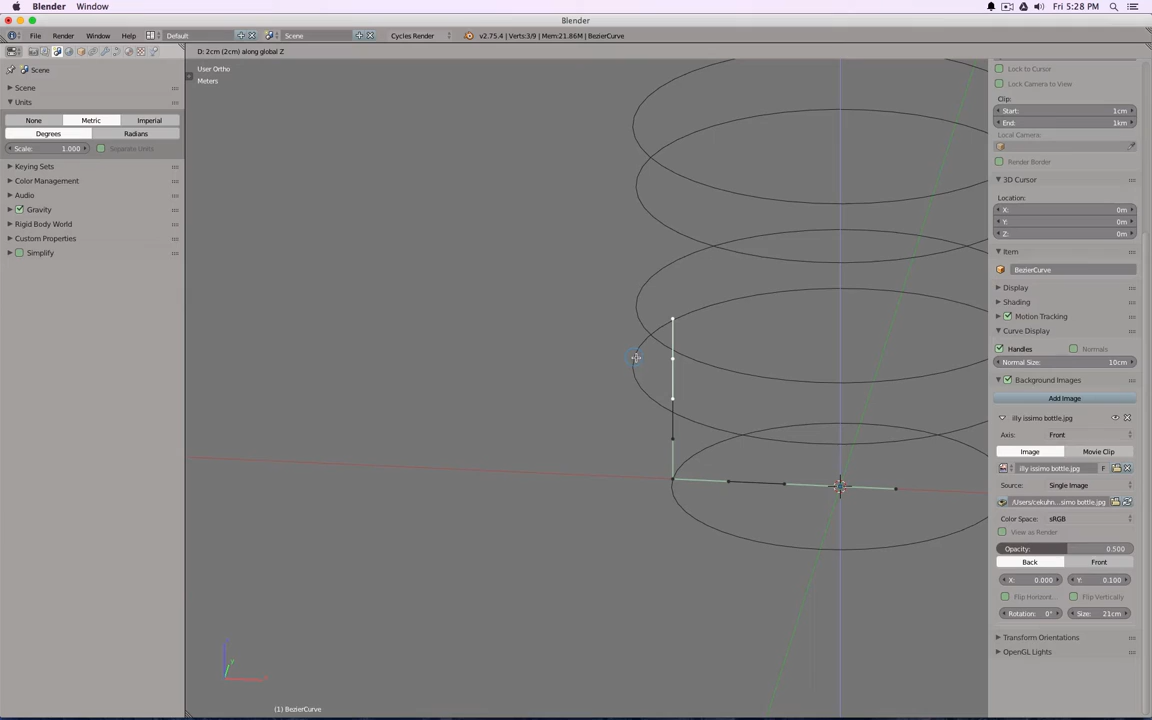 Blender Window Fri 5:28 PM
Blender
File Render Window Help Default Scene Cycles Render v2.75.4 | Verts:3/9 | Mem:21.86M | BezierCurve
D: 2cm (2cm) along global Z
Scene
Scene
Units
None Metric Imperial
Degrees Radians
Scale: 1.000 Separate Units
Keying Sets
Color Management
Audio
Gravity
Rigid Body World
Custom Properties
Simplify
User Ortho
Meters
z
y
(1) BezierCurve
Lock to Cursor
Lock Camera to View
Clip:
Start: 1cm
End: 1km
Local Camera:
Render Border
3D Cursor
Location:
X: 0m
Y: 0m
Z: 0m
Item
BezierCurve
Display
Shading
Motion Tracking
Curve Display
Handles Normals
Normal Size: 10cm
Background Images
Add Image
illy issimo bottle.jpg
Axis: Front
Image Movie Clip
illy issimo bottle.jpg F
Source: Single Image
/Users/cekuhn...simo bottle.jpg
Color Space: sRGB
View as Render
Opacity: 0.500
Back Front
X: 0.000 Y: 0.100
Flip Horizont... Flip Vertically
Rotation: 0° Size: 21cm
Transform Orientations
OpenGL Lights